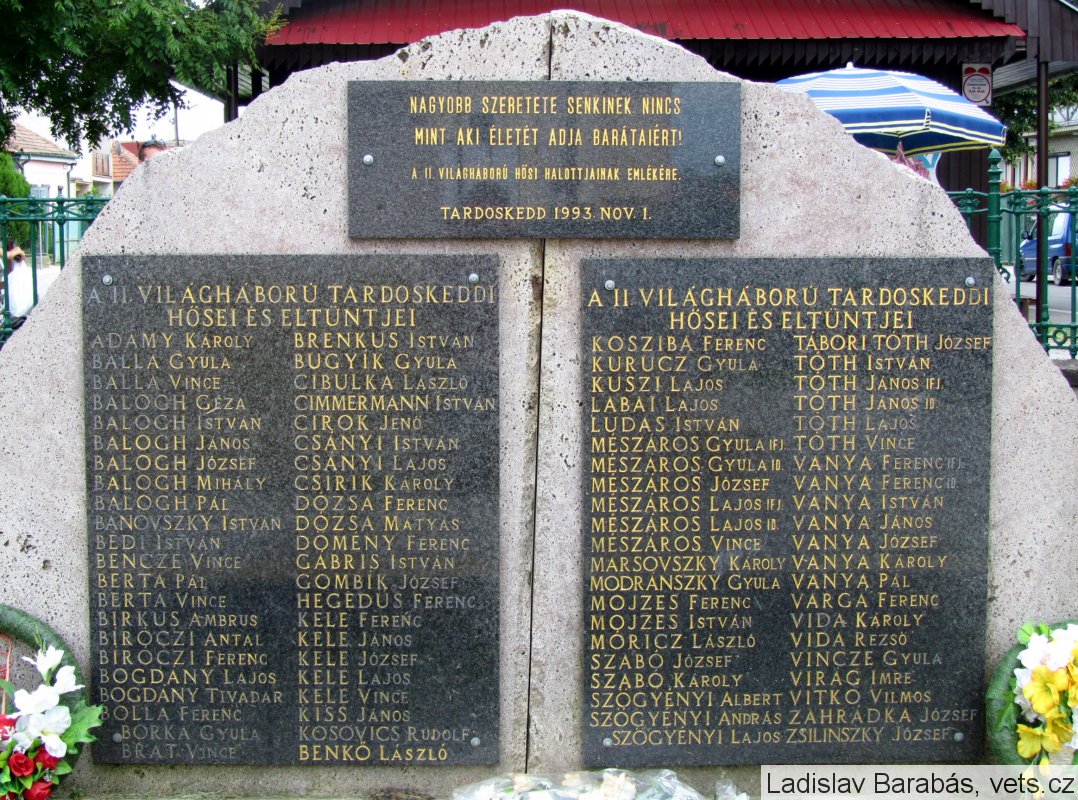 NAGYOBB SZERETETE SENKINEK NINCS
MINT AKI ÉLETÉT ADJA BARÁTAIÉRT!
A II. VILÁGHÁBORÚ HŐSI HALOTTJAINAK EMLÉKÉRE.
TARDOSKEDD 1993. NOV. 1.
A II. VILÁGHÁBORÚ TARDOSKEDDI
HŐSEI ÉS ELTŰNTJEI
ADAMY KÁROLY
BALLA GYULA
BALLA VINCE
BALOGH GÉZA
BALOGH ISTVÁN
BALOGH JÁNOS
BALOGH JÓZSEF
BALOGH MIHÁLY
BALOGH PÁL
BANOVSZKY ISTVÁN
BEDI ISTVÁN
BENCZE VINCE
BERTA PÁL
BERTA VINCE
BIRKUS AMBRUS
BIRÓCZI ANTAL
BIRÓCZI FERENC
BOGDÁNY LAJOS
BOGDÁNY TIVADAR
BOLLA FERENC
BORKA GYULA
BRAT VINCE
BRENKUS ISTVÁN
BUGYÍK GYULA
CIBULKA LÁSZLÓ
CIMMERMANN ISTVÁN
CIROK JENŐ
CSÁNYI ISTVÁN
CSÁNYI LAJOS
CSIRIK KÁROLY
DÓZSA FERENC
DÓZSA MÁTYÁS
DÖMÉNY FERENC
GÁBRIS ISTVÁN
GOMBÍK JÓZSEF
HEGEDŰS FERENC
KELE FERENC
KELE JÁNOS
KELE JÓZSEF
KELE LAJOS
KELE VINCE
KISS JÁNOS
KOSOVICS RUDOLF
BENKŐ LÁSZLÓ
A II. VILÁGHÁBORÚ TARDOSKEDDI
HŐSEI ÉS ELTŰNTJEI
KOSZIBA FERENC
KURUCZ GYULA
KUSZI LAJOS
LABAI LAJOS
LUDAS ISTVÁN
MÉSZÁROS GYULA IFJ.
MÉSZÁROS GYULA ID.
MÉSZÁROS JÓZSEF
MÉSZÁROS LAJOS IFJ.
MÉSZÁROS LAJOS ID.
MÉSZÁROS VINCE
MARSOVSZKY KÁROLY
MODRÁNSZKY GYULA
MOJZES FERENC
MOJZES ISTVÁN
MÓRICZ LÁSZLÓ
SZABÓ JÓZSEF
SZABÓ KÁROLY
SZÖGYÉNYI ALBERT
SZÖGYÉNYI ANDRÁS
SZÖGYÉNYI LAJOS
TÁBORI TÓTH JÓZSEF
TÓTH ISTVÁN
TÓTH JÁNOS IFJ.
TÓTH JÁNOS ID.
TÓTH LAJOS
TÓTH VINCE
VANYA FERENC IFJ.
VANYA FERENC ID.
VANYA ISTVÁN
VANYA JÁNOS
VANYA JÓZSEF
VANYA KÁROLY
VANYA PÁL
VARGA FERENC
VIDA KÁROLY
VIDA REZSŐ
VINCZE GYULA
VIRÁG IMRE
VITKÓ VILMOS
ZAHRADKA JÓZSEF
ZSILINSZKY JÓZSEF
Ladislav Barabás, vets.cz